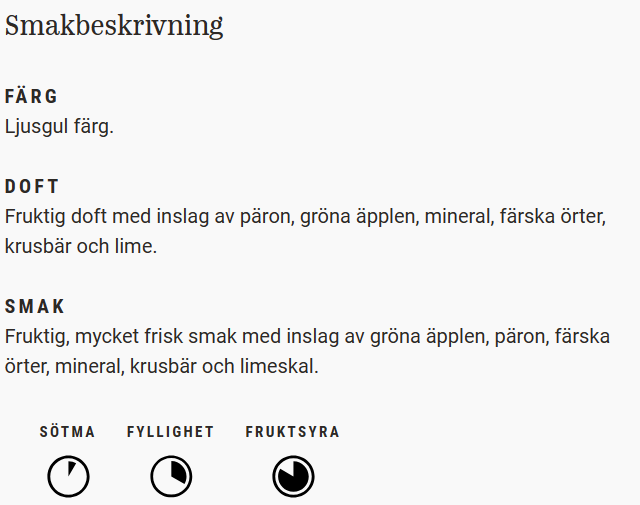 Smakbeskrivning
FÄRG
Ljusgul färg.
DOFT
Fruktig doft med inslag av päron, gröna äpplen, mineral, färska örter,
krusbär och lime.
SMAK
Fruktig, mycket frisk smak med inslag av gröna äpplen, päron, färska
örter, mineral, krusbär och limeskal.
SÖTMA FYLLIGHET FRUKTSYRA